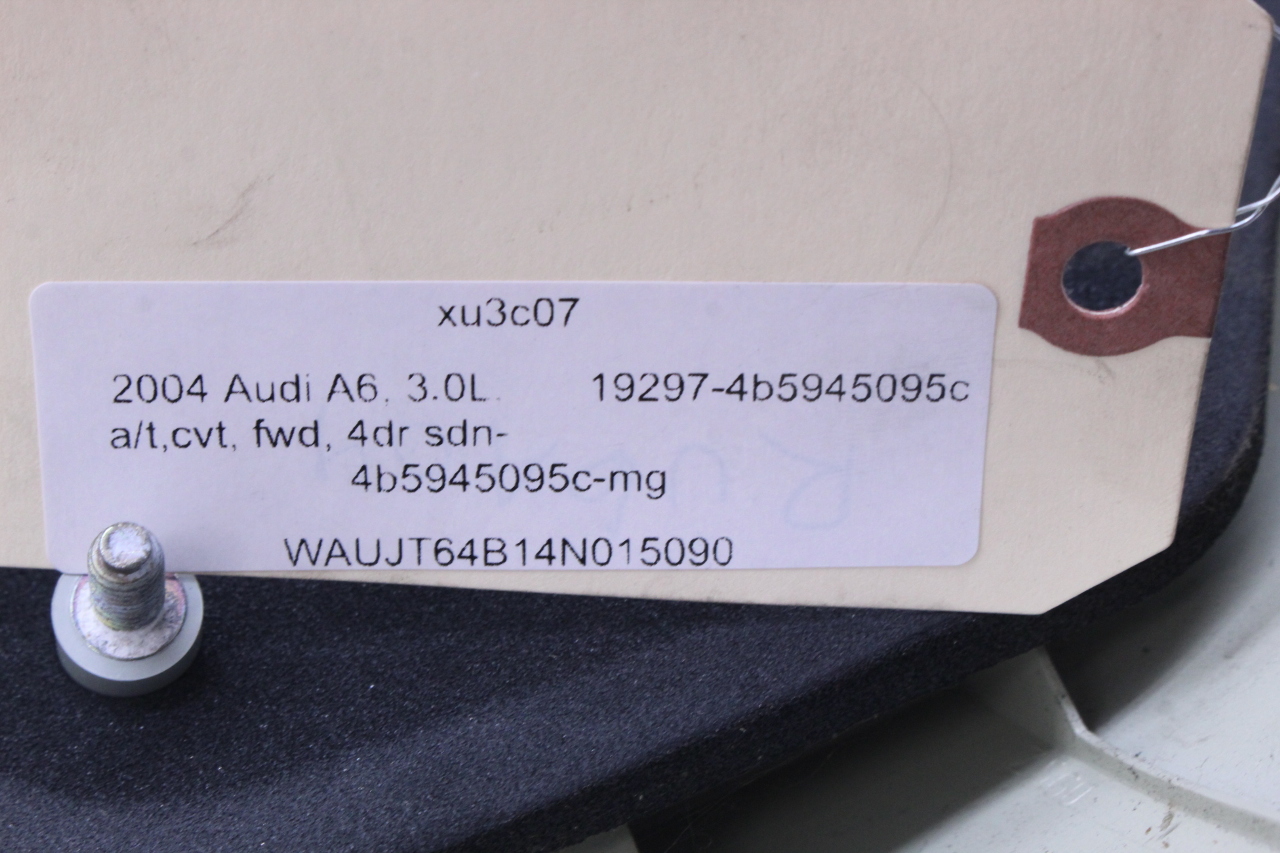 xu3c07
2004 Audi A6, 3.0L, 19297-4b5945095c
a/t,cvt, fwd, 4dr sdn-
4b5945095c-mg
WAUJT64B14N015090